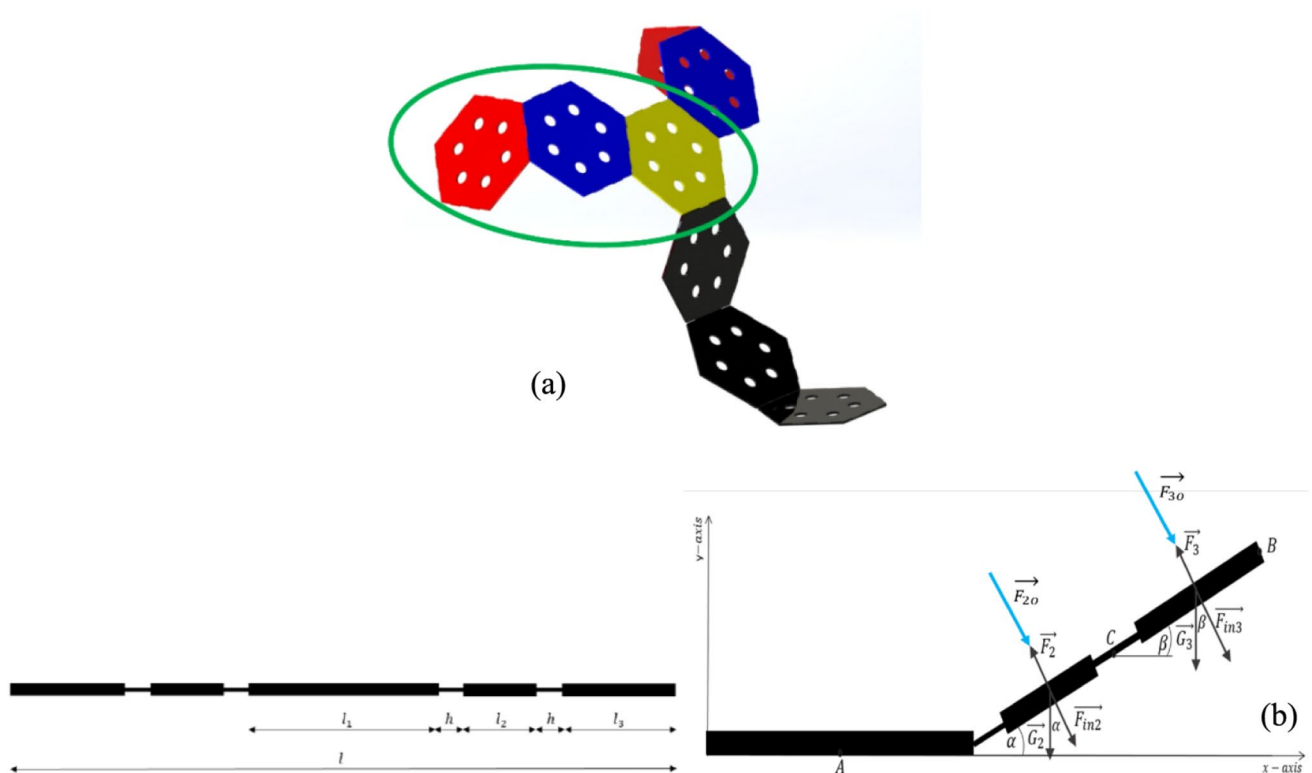 (a)
l₁
h
l₂
h
l₃
l
y-axis
F₃ₒ
F₃
B
F₂ₒ
F₂
C
β
G₃
β
Fᵢₙ₃
α
G₂
α
Fᵢₙ₂
(b)
A
x-axis